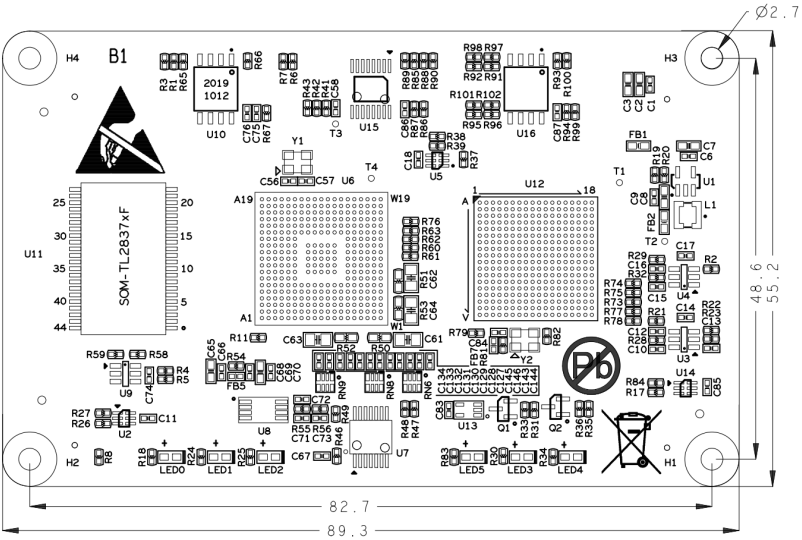 Ø2.7
H4
B1
R3
R1
R65
2019
1012
U10
R66
C76
C75
R67
R7
R6
R43
R42
R41
C58
T3
U15
R89
R85
R88
R90
C86
R87
R86
R98 R97
R92 R91
R101 R102
R95 R96
U16
R93
R100
C87
R94
R99
H3
C3
C2
C1
R38
R39
C18
U5
R37
FB1
C7
C6
R19
R20
T1
U1
C9
C8
FB2
L1
T2
Y1
C56
C57
U6
T4
A19
W19
A1
W1
1
U12
18
A
V
U11
25
30
35
40
44
20
15
10
5
SOM-TL2837xF
R76
R63
R62
R60
R61
R51
C62
R53
C64
R29
C16
R32
C15
C17
U4
R2
R74
R75
R73
R77
R78
R21
C12
R28
C10
C14
U3
R22
R23
C13
48.6
55.2
R11
C63
R52
R50
C61
R79
C84
FB7
R81
Y2
R82
Pb
R59
R58
U9
C74
R4
R5
C65
C66
R54
FB5
C68
C69
C70
RN9
RN8
RN6
C134
C133
C132
C131
C130
C129
C128
C127
C147
C145
C146
C143
C144
R84
R17
U14
C85
R27
R26
U2
C11
U8
C72
R55 R56
C71 C73
R49
R46
C67
U7
R48
R47
C83
U13
Q1
R33
R31
Q2
R36
R35
H2
R8
R18
LED0
R24
LED1
R25
LED2
R83
LED5
R30
LED3
R34
LED4
H1
82.7
89.3